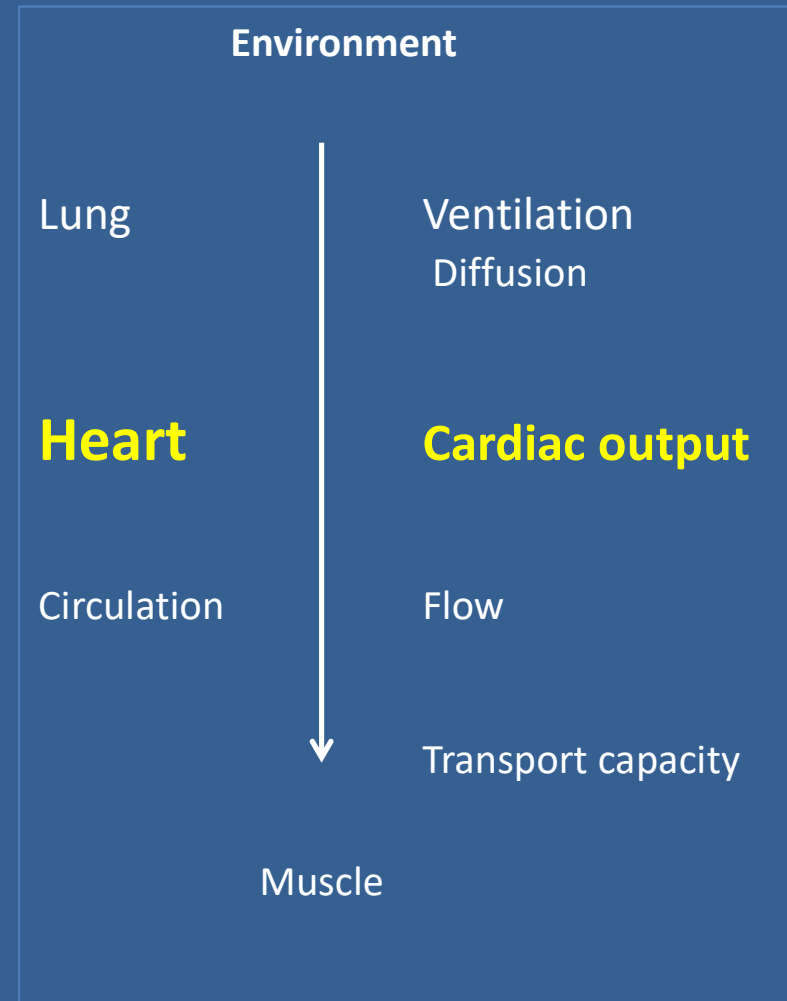 Environment
Lung
Ventilation
Diffusion
Heart
Cardiac output
Circulation
Flow
Transport capacity
Muscle